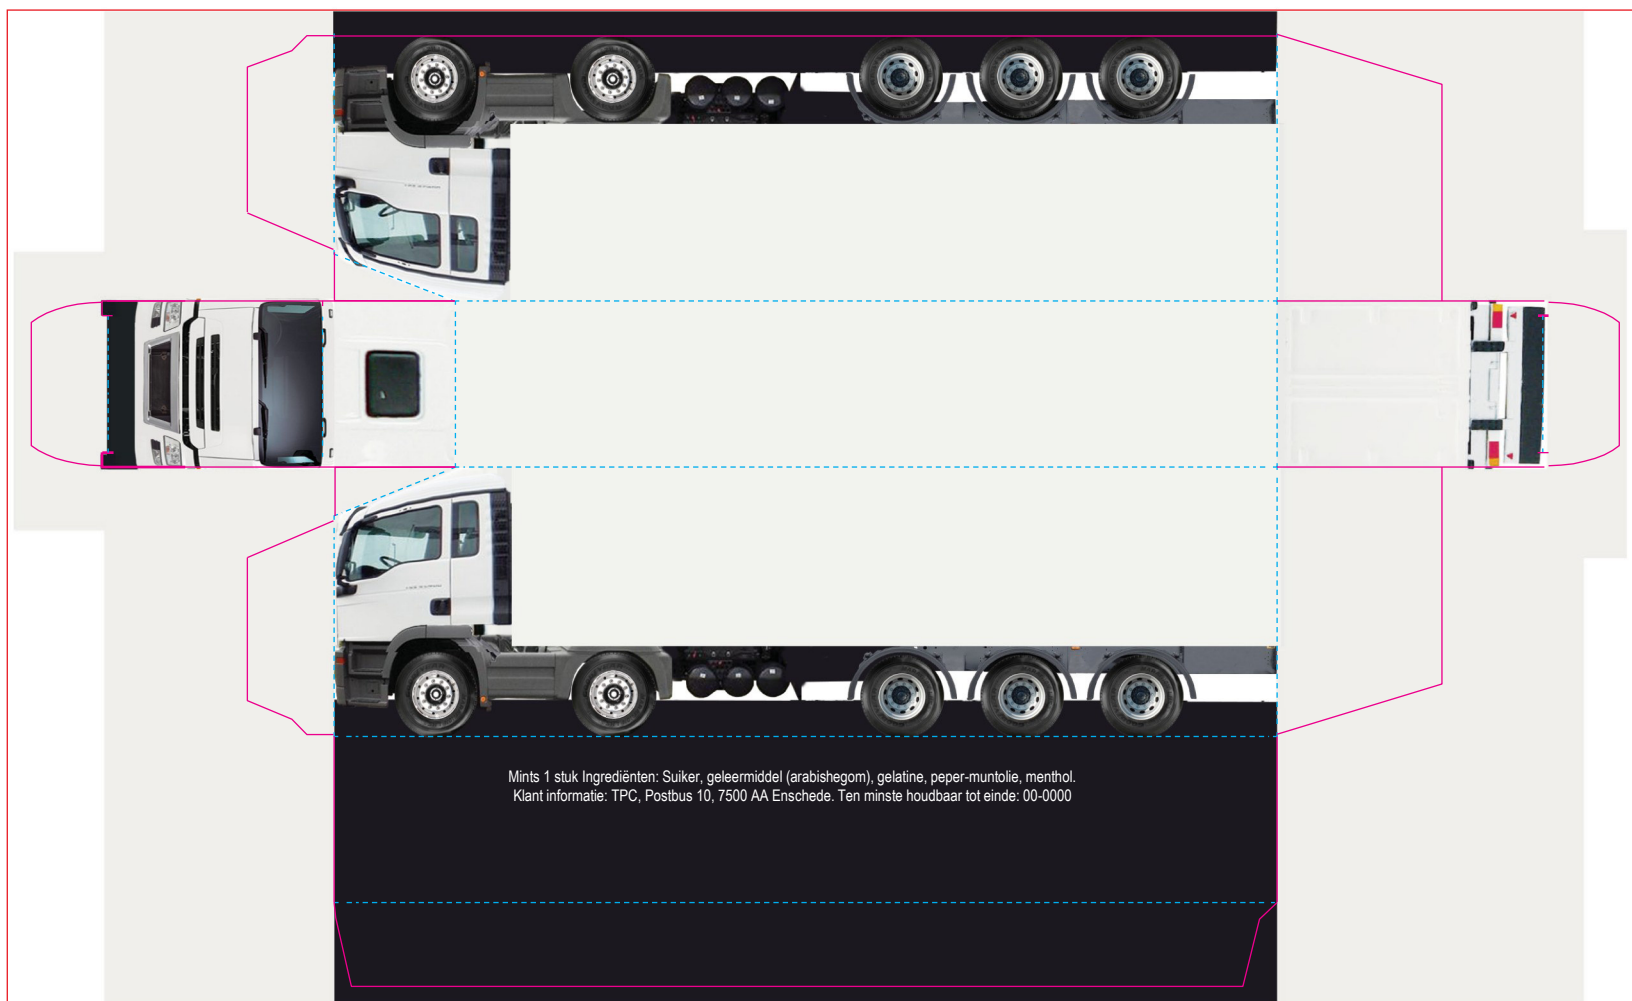 Mints 1 stuk Ingrediënten: Suiker, geleermiddel (arabishegom), gelatine, peper-muntolie, menthol.
Klant informatie: TPC, Postbus 10, 7500 AA Enschede. Ten minste houdbaar tot einde: 00-0000